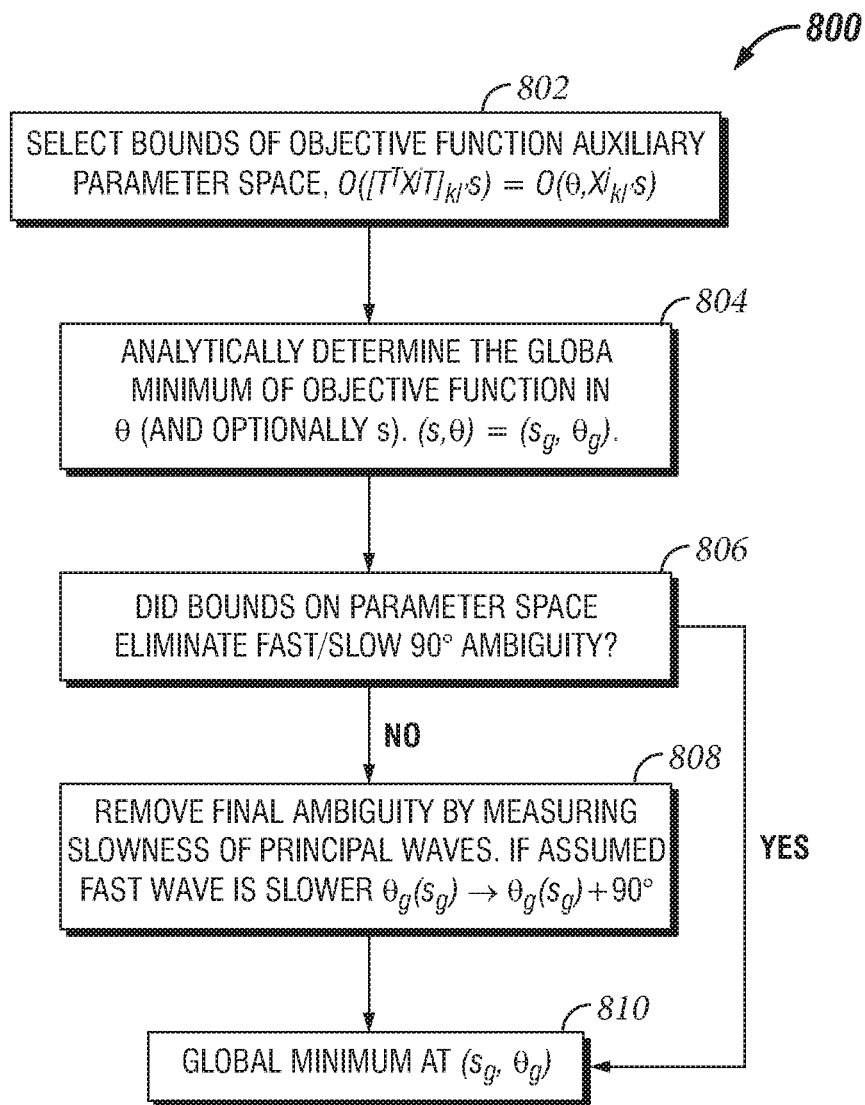 800
802
SELECT BOUNDS OF OBJECTIVE FUNCTION AUXILIARY
PARAMETER SPACE, O([TᵀXʲT]ₖₗ,s) = O(θ,Xʲₖₗ,s)
804
ANALYTICALLY DETERMINE THE GLOBA
MINIMUM OF OBJECTIVE FUNCTION IN
θ (AND OPTIONALLY s). (s,θ) = (s_g, θ_g).
806
DID BOUNDS ON PARAMETER SPACE
ELIMINATE FAST/SLOW 90° AMBIGUITY?
NO
808
REMOVE FINAL AMBIGUITY BY MEASURING
SLOWNESS OF PRINCIPAL WAVES. IF ASSUMED
FAST WAVE IS SLOWER θ_g(s_g) → θ_g(s_g)+90°
YES
810
GLOBAL MINIMUM AT (s_g, θ_g)